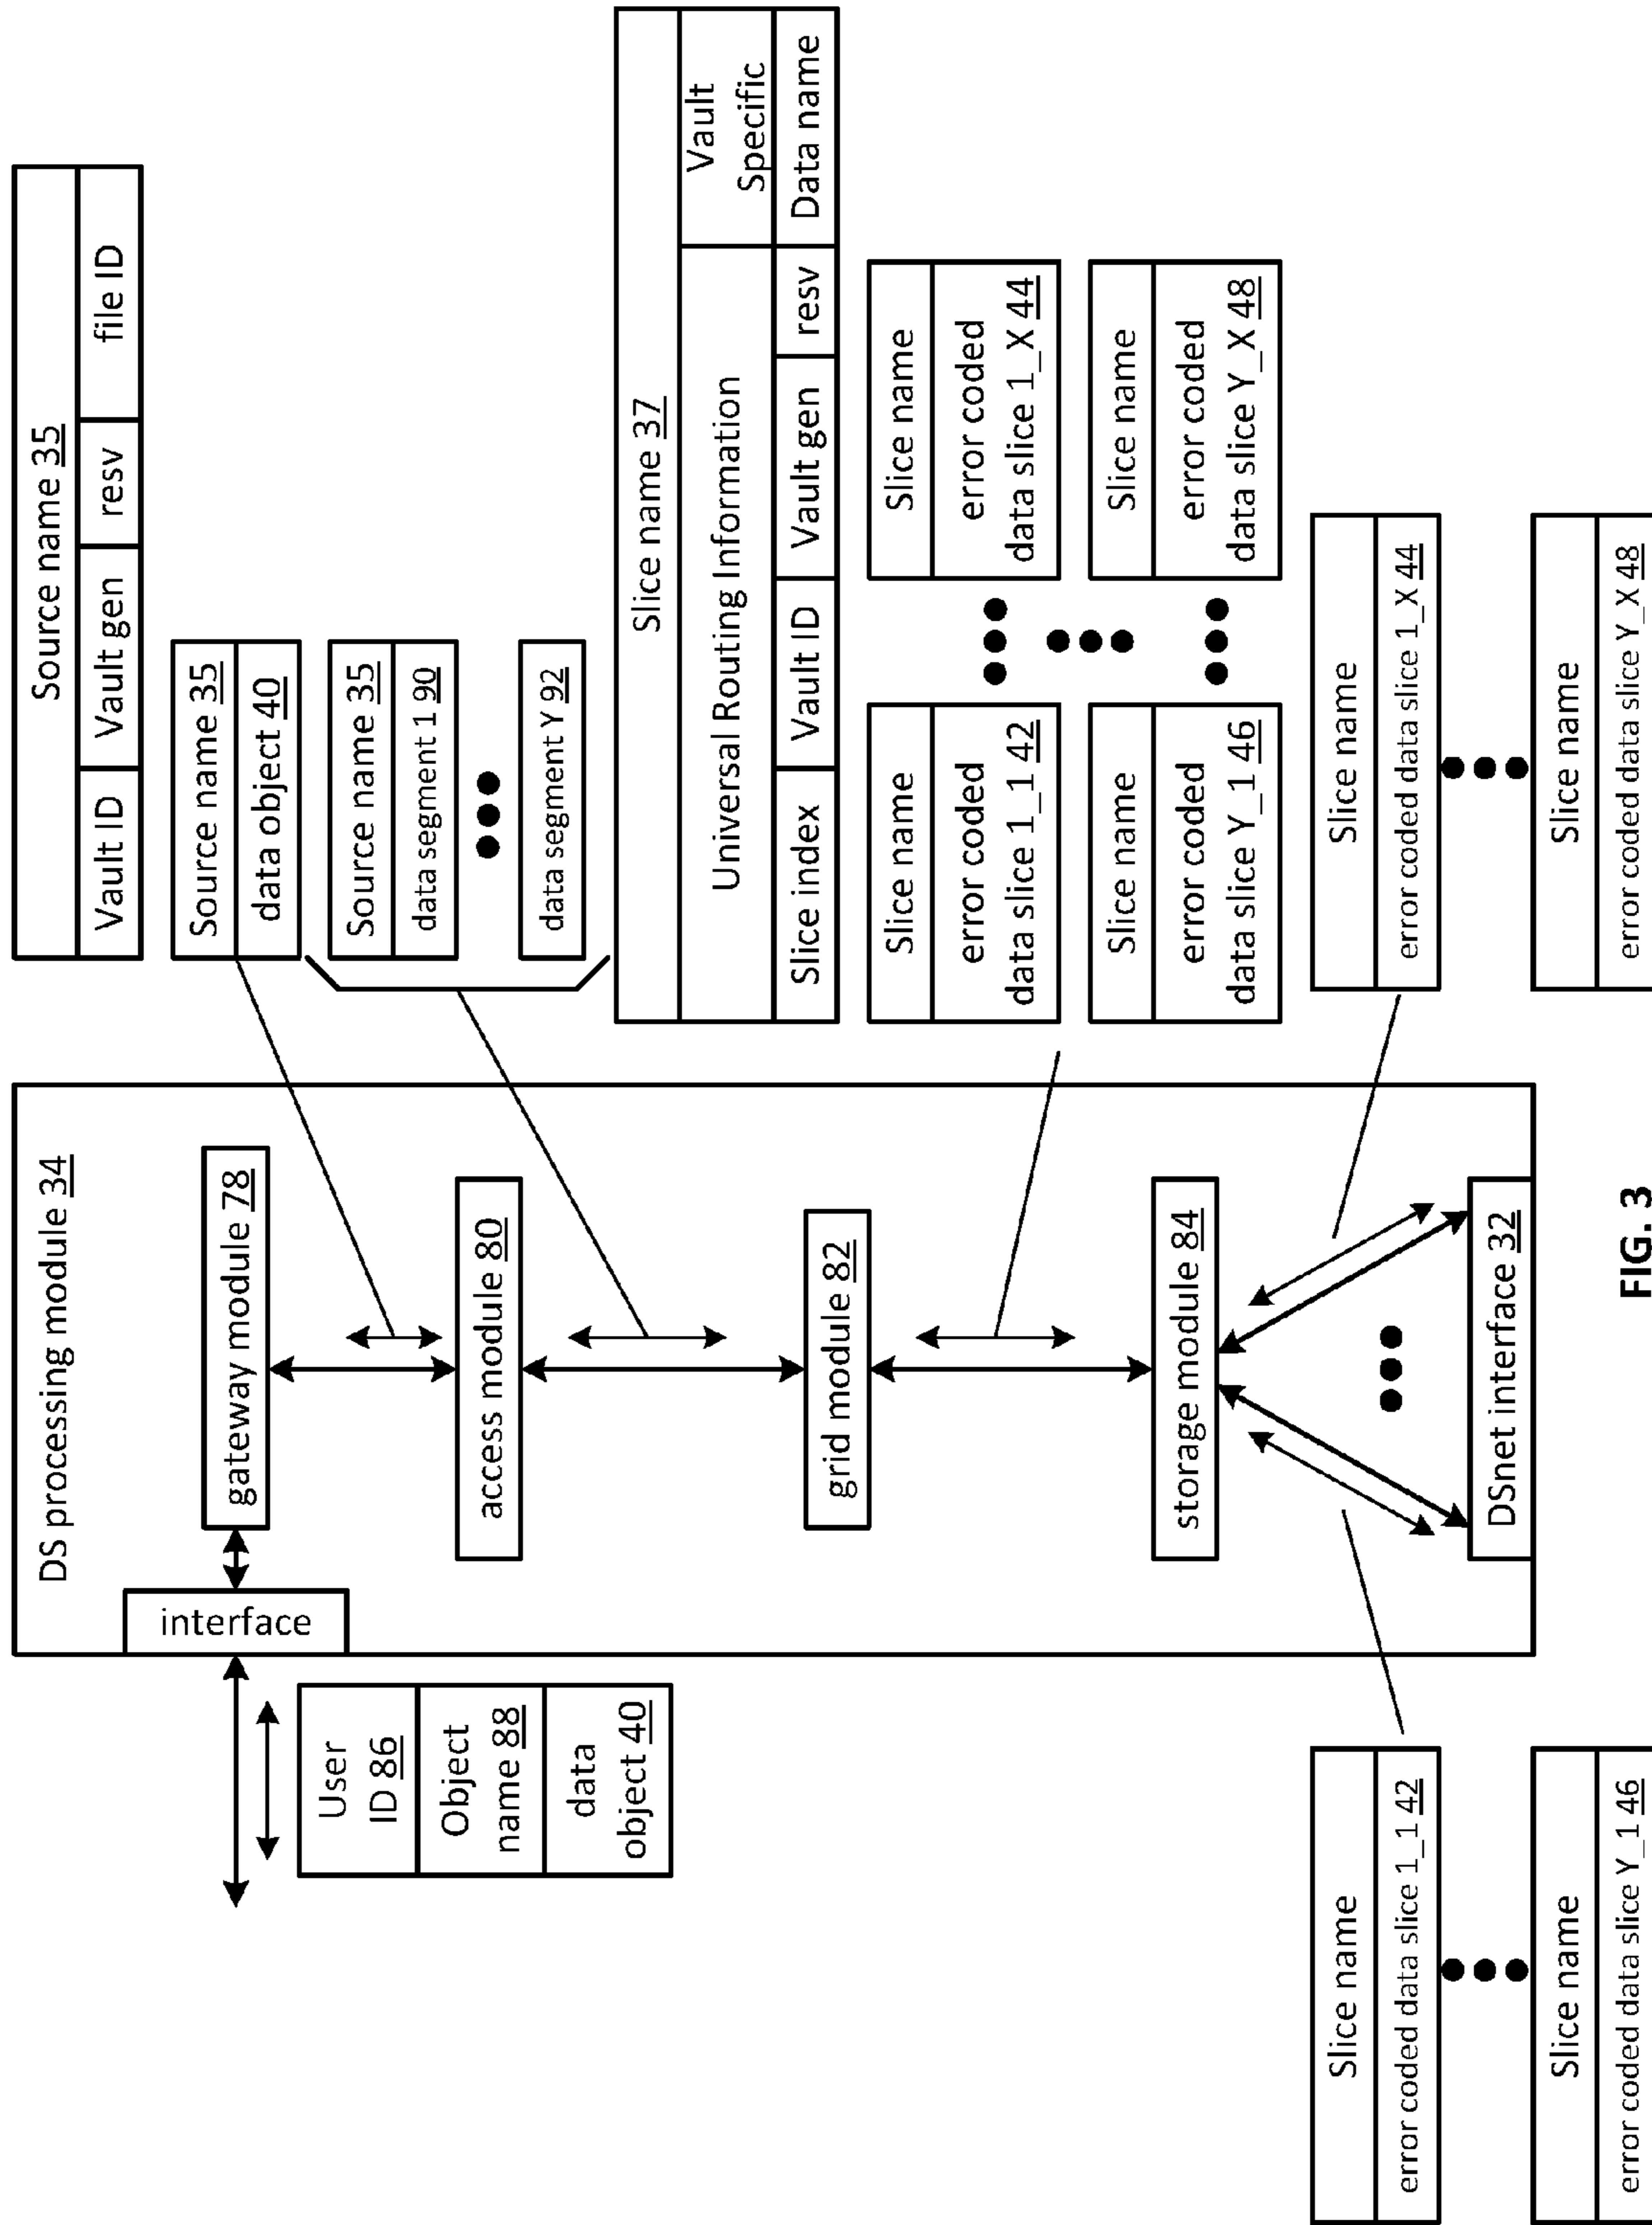 DS processing module 34
interface
gateway module 78
access module 80
grid module 82
storage module 84
DSnet interface 32
User
ID 86
Object
name 88
data
object 40
Source name 35
Vault ID
Vault gen
resv
file ID
Source name 35
data object 40
Source name 35
data segment 1 90
data segment Y 92
Slice name 37
Universal Routing Information
Vault
Specific
Slice index
Vault ID
Vault gen
resv
Data name
Slice name
error coded
data slice 1_1 42
Slice name
error coded
data slice 1_X 44
Slice name
error coded
data slice Y_1 46
Slice name
error coded
data slice Y_X 48
Slice name
error coded data slice 1_1 42
Slice name
error coded data slice Y_1 46
Slice name
error coded data slice 1_X 44
Slice name
error coded data slice Y_X 48
FIG. 3